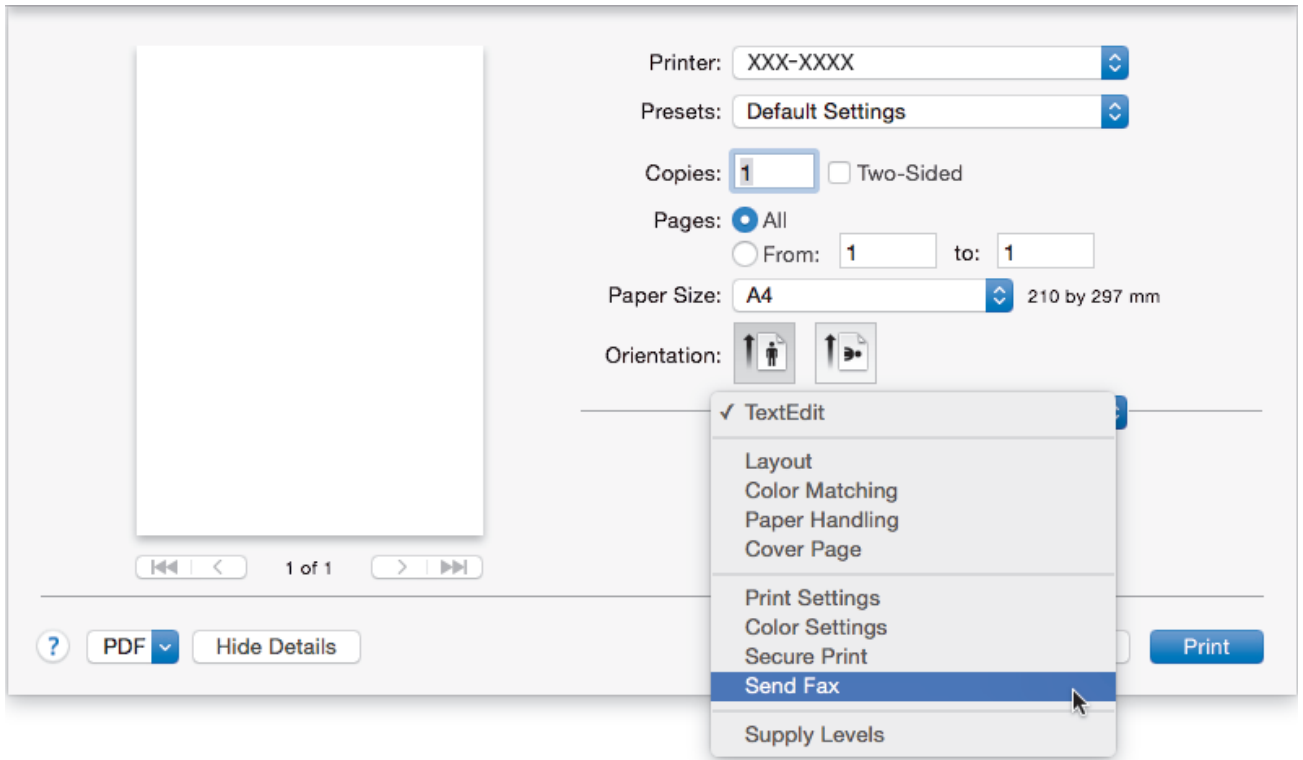 Printer: XXX-XXXX
Presets: Default Settings
Copies: 1 Two-Sided
Pages: All
From: 1 to: 1
Paper Size: A4 210 by 297 mm
Orientation:
✓ TextEdit
Layout
Color Matching
Paper Handling
Cover Page
1 of 1
Print Settings
Color Settings
Secure Print
Send Fax
Supply Levels
? PDF Hide Details Print